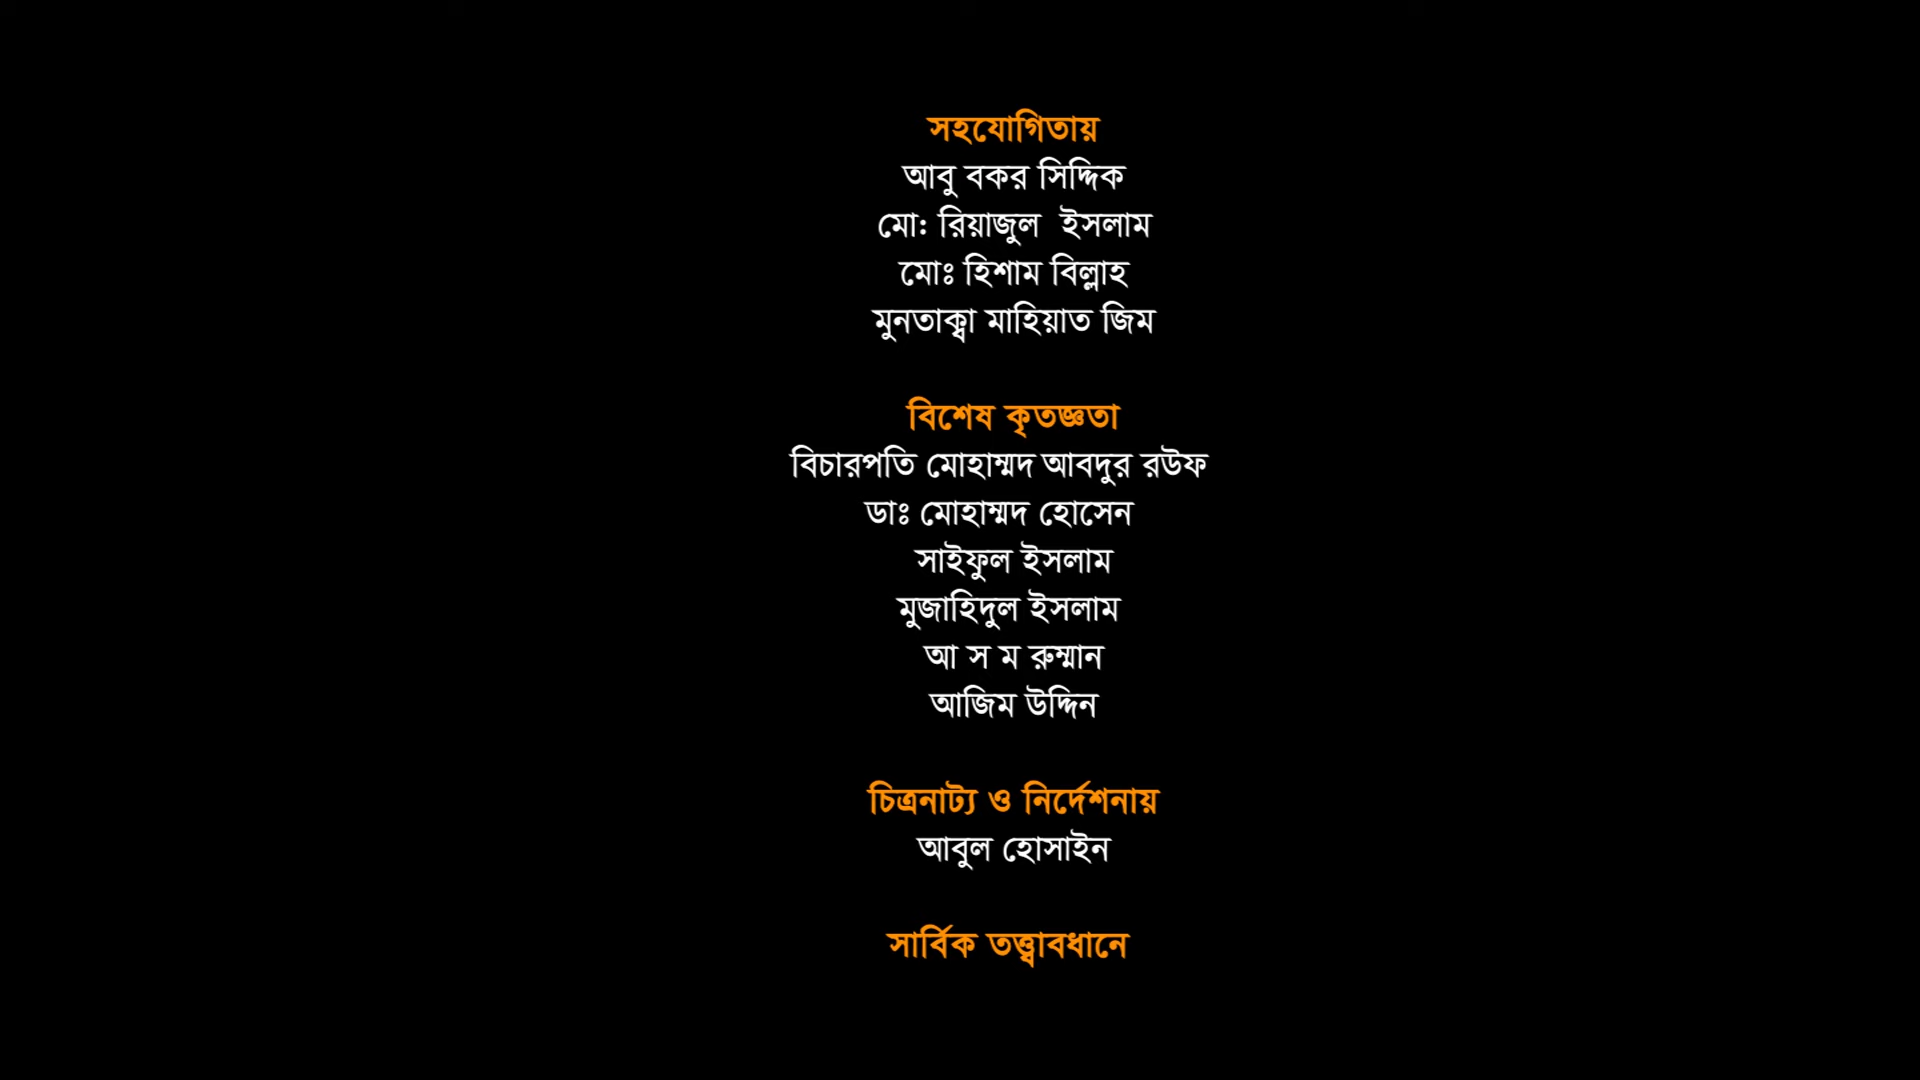 সহযোগিতায়
আবু বকর সিদ্দিক
মো: রিয়াজুল  ইসলাম
মোঃ হিশাম বিল্লাহ
মুনতাক্বা মাহিয়াত জিম
বিশেষ কৃতজ্ঞতা
বিচারপতি মোহাম্মদ আবদুর রউফ
ডাঃ মোহাম্মদ হোসেন
সাইফুল ইসলাম
মুজাহিদুল ইসলাম
আ স ম রুম্মান
আজিম উদ্দিন
চিত্রনাট্য ও নির্দেশনায়
আবুল হোসাইন
সার্বিক তত্ত্বাবধানে